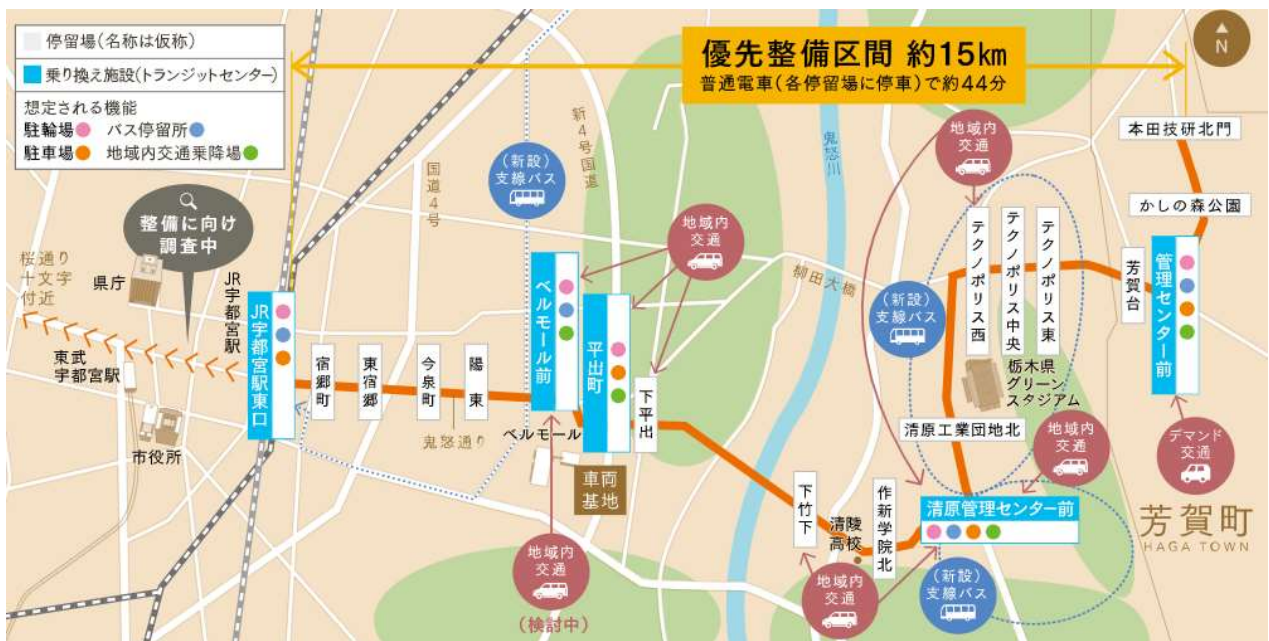 停留場(名称は仮称)
乗り換え施設(トランジットセンター)
想定される機能
駐輪場 バス停留所
駐車場 地域内交通乗降場
優先整備区間 約15km
普通電車(各停留場に停車)で約44分
N
整備に向け
調査中
桜通り
十文字
付近
県庁
JR宇都宮駅
東武
宇都宮駅
市役所
JR宇都宮駅東口
宿郷町
東宿郷
今泉町
陽東
鬼怒通り
国道4号
新4号国道
(新設)
支線バス
ベルモール前
ベルモール
平出町
下平出
車両
基地
地域内
交通
地域内
交通
(検討中)
鬼怒川
柳田大橋
下竹下
清陵
高校
作新学院北
地域内
交通
清原管理センター前
(新設)
支線バス
地域内
交通
清原工業団地北
栃木県
グリーン
スタジアム
(新設)
支線バス
テクノポリス西
テクノポリス中央
テクノポリス東
地域内
交通
芳賀台
管理センター前
かしの森公園
本田技研北門
デマンド
交通
芳賀町
HAGA TOWN